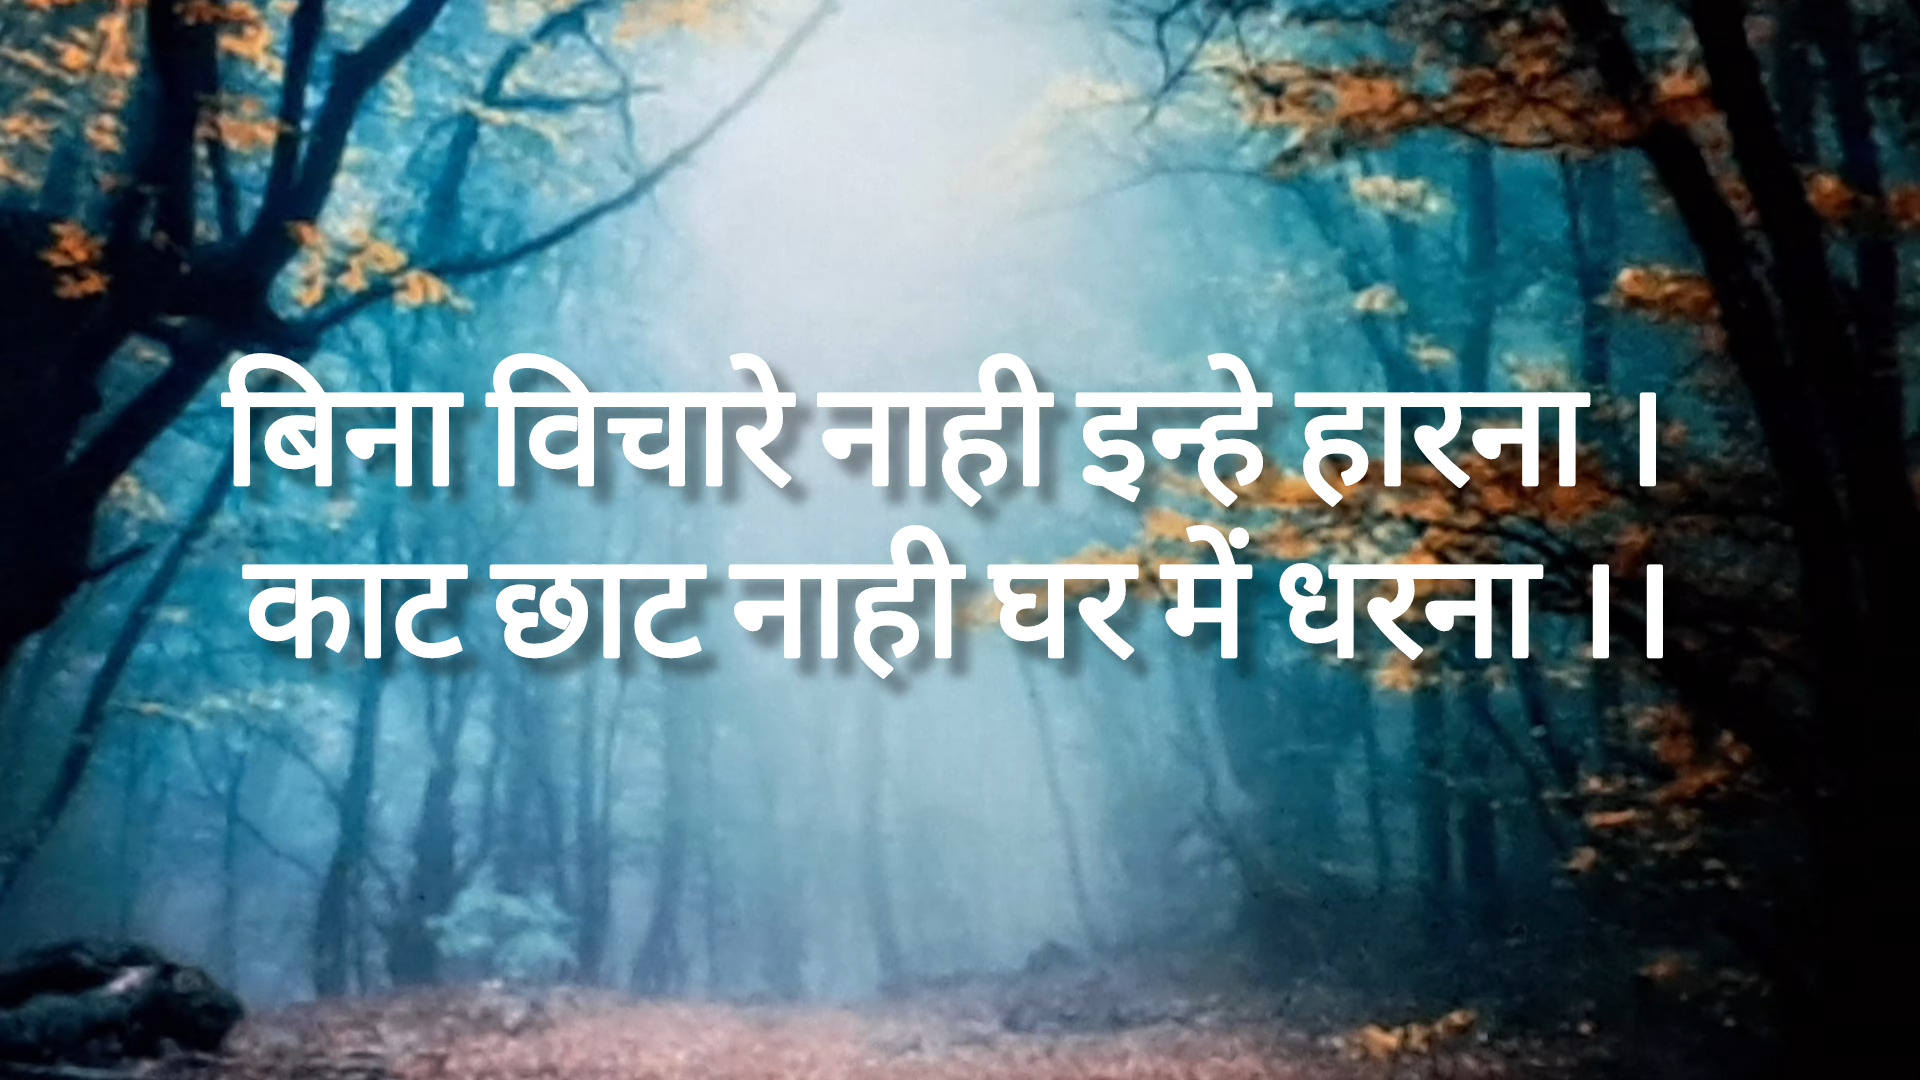 बिना विचारे नाही इन्हे हारना ।
काट छाट नाही घर में धरना ।।